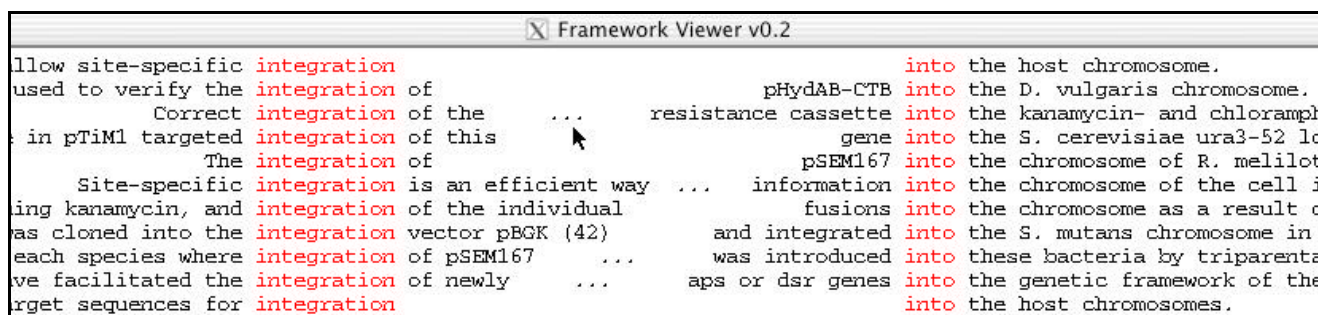 X Framework Viewer v0.2
llow site-specific integration into the host chromosome.
used to verify the integration of pHydAB-CTB into the D. vulgaris chromosome.
Correct integration of the ... resistance cassette into the kanamycin- and chloramph
in pTiM1 targeted integration of this gene into the S. cerevisiae ura3-52 lo
The integration of pSEM167 into the chromosome of R. melilot
Site-specific integration is an efficient way ... information into the chromosome of the cell i
ing kanamycin, and integration of the individual fusions into the chromosome as a result o
as cloned into the integration vector pBGK (42) and integrated into the S. mutans chromosome in
each species where integration of pSEM167 ... was introduced into these bacteria by triparenta
ve facilitated the integration of newly ... aps or dsr genes into the genetic framework of the
rget sequences for integration into the host chromosomes.